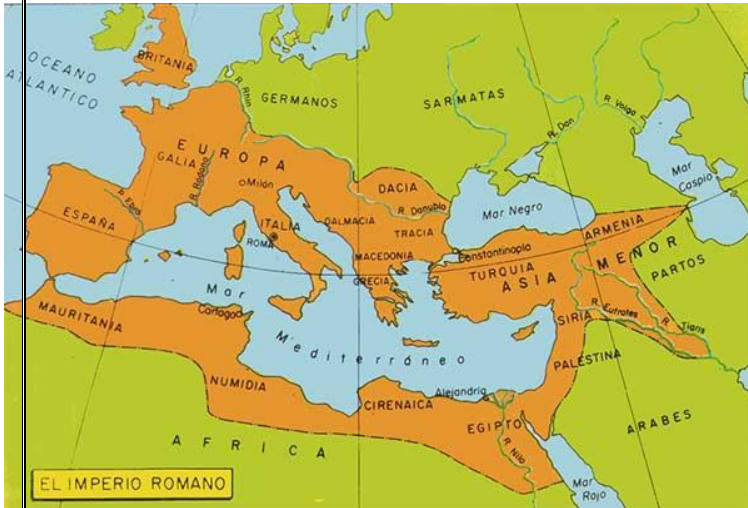 BRITANIA
OCEANO
ATLANTICO
R. Rhin
GERMANOS
SARMATAS
R. Don
R. Volga
Mar
Caspio
EUROPA
GALIA
R. Rodano
Milán
DACIA
R. Danubio
Mar Negro
ARMENIA
ESPAÑA
R. Ebro
ITALIA
ROMA
DALMACIA
TRACIA
MACEDONIA
GRECIA
Constantinopla
TURQUIA
ASIA
MENOR
PARTOS
Mar
Mediterráneo
MAURITANIA
Cartago
SIRIA
R. Eufrates
R. Tigris
PALESTINA
NUMIDIA
CIRENAICA
Alejandria
EGIPTO
R. Nilo
ARABES
AFRICA
Mar
Rojo
EL IMPERIO ROMANO